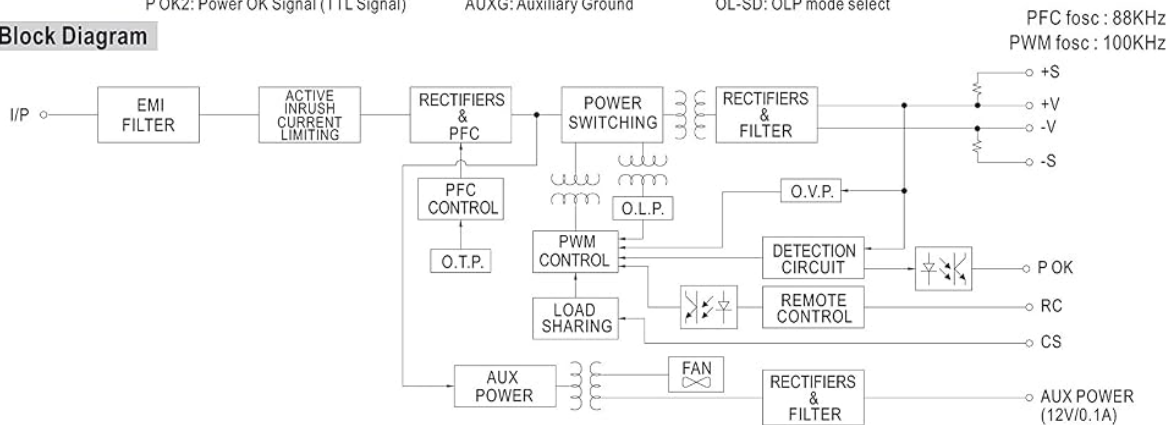 P OK2: Power OK Signal (TTL Signal) AUXG: Auxiliary Ground OL-SD: OLP mode select
PFC fosc : 88KHz
Block Diagram
PWM fosc : 100KHz
+S
I/P
EMI
FILTER
ACTIVE
INRUSH
CURRENT
LIMITING
RECTIFIERS
&
PFC
POWER
SWITCHING
RECTIFIERS
&
FILTER
+V
-V
-S
PFC
CONTROL
O.L.P.
O.V.P.
O.T.P.
PWM
CONTROL
DETECTION
CIRCUIT
P OK
LOAD
SHARING
REMOTE
CONTROL
RC
CS
AUX
POWER
FAN
RECTIFIERS
&
FILTER
AUX POWER
(12V/0.1A)